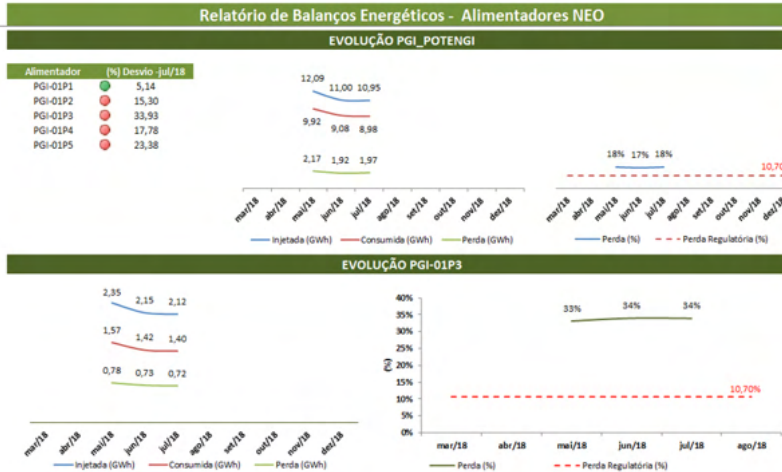 Relatório de Balanços Energéticos - Alimentadores NEO
EVOLUÇÃO PGI_POTENGI
Alimentador (%) Desvio -jul/18
PGI-01P1 5,14
PGI-01P2 15,30
PGI-01P3 33,93
PGI-01P4 17,78
PGI-01P5 23,38
12,09 11,00 10,95
9,92 9,08 8,98
2,17 1,92 1,97
mar/18 abr/18 mai/18 jun/18 jul/18 ago/18 set/18 out/18 nov/18 dez/18
Injetada (GWh) Consumida (GWh) Perda (GWh)
18% 17% 18%
10,70
mar/18 abr/18 mai/18 jun/18 jul/18 ago/18 set/18 out/18 nov/18 dez/18
Perda (%) Perda Regulatória (%)
EVOLUÇÃO PGI-01P3
2,35 2,15 2,12
1,57 1,42 1,40
0,78 0,73 0,72
mar/18 abr/18 mai/18 jun/18 jul/18 ago/18 set/18 out/18 nov/18 dez/18
Injetada (GWh) Consumida (GWh) Perda (GWh)
(%)
40%
35%
30%
25%
20%
15%
10%
5%
0%
33% 34% 34%
10,70%
mar/18 abr/18 mai/18 jun/18 jul/18 ago/18
Perda (%) Perda Regulatória (%)